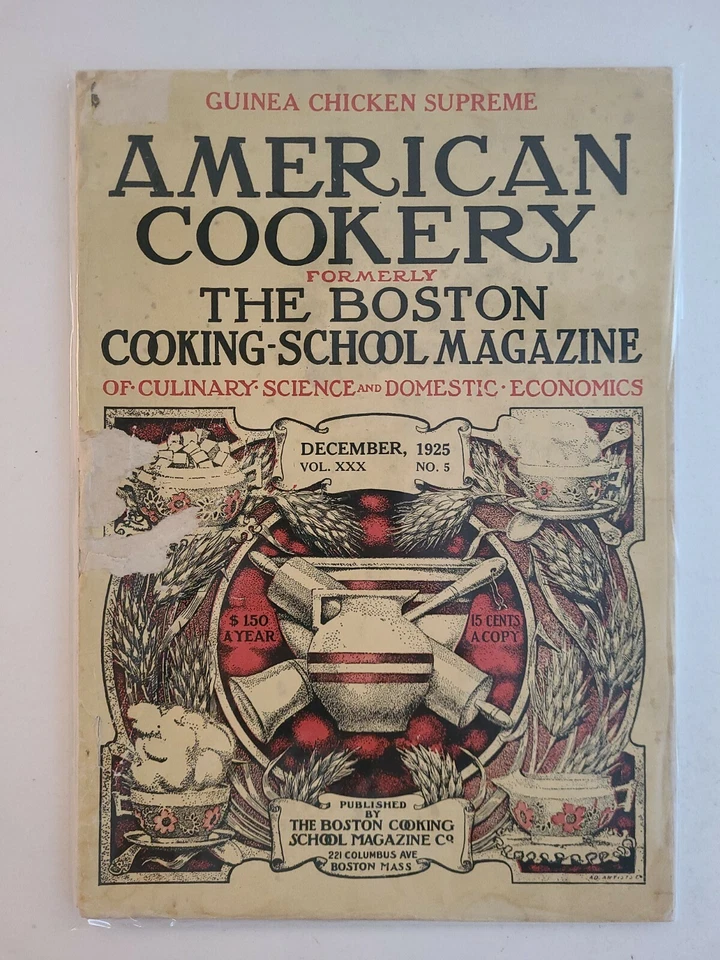 GUINEA CHICKEN SUPREME
AMERICAN
COOKERY
FORMERLY
THE BOSTON
COOKING-SCHOOL MAGAZINE
OF·CULINARY·SCIENCE AND DOMESTIC·ECONOMICS
DECEMBER, 1925
VOL. XXX NO. 5
$ 1.50
A YEAR
15 CENTS
A COPY
PUBLISHED
BY
THE BOSTON COOKING
SCHOOL MAGAZINE Co
221 COLUMBUS AVE
BOSTON MASS